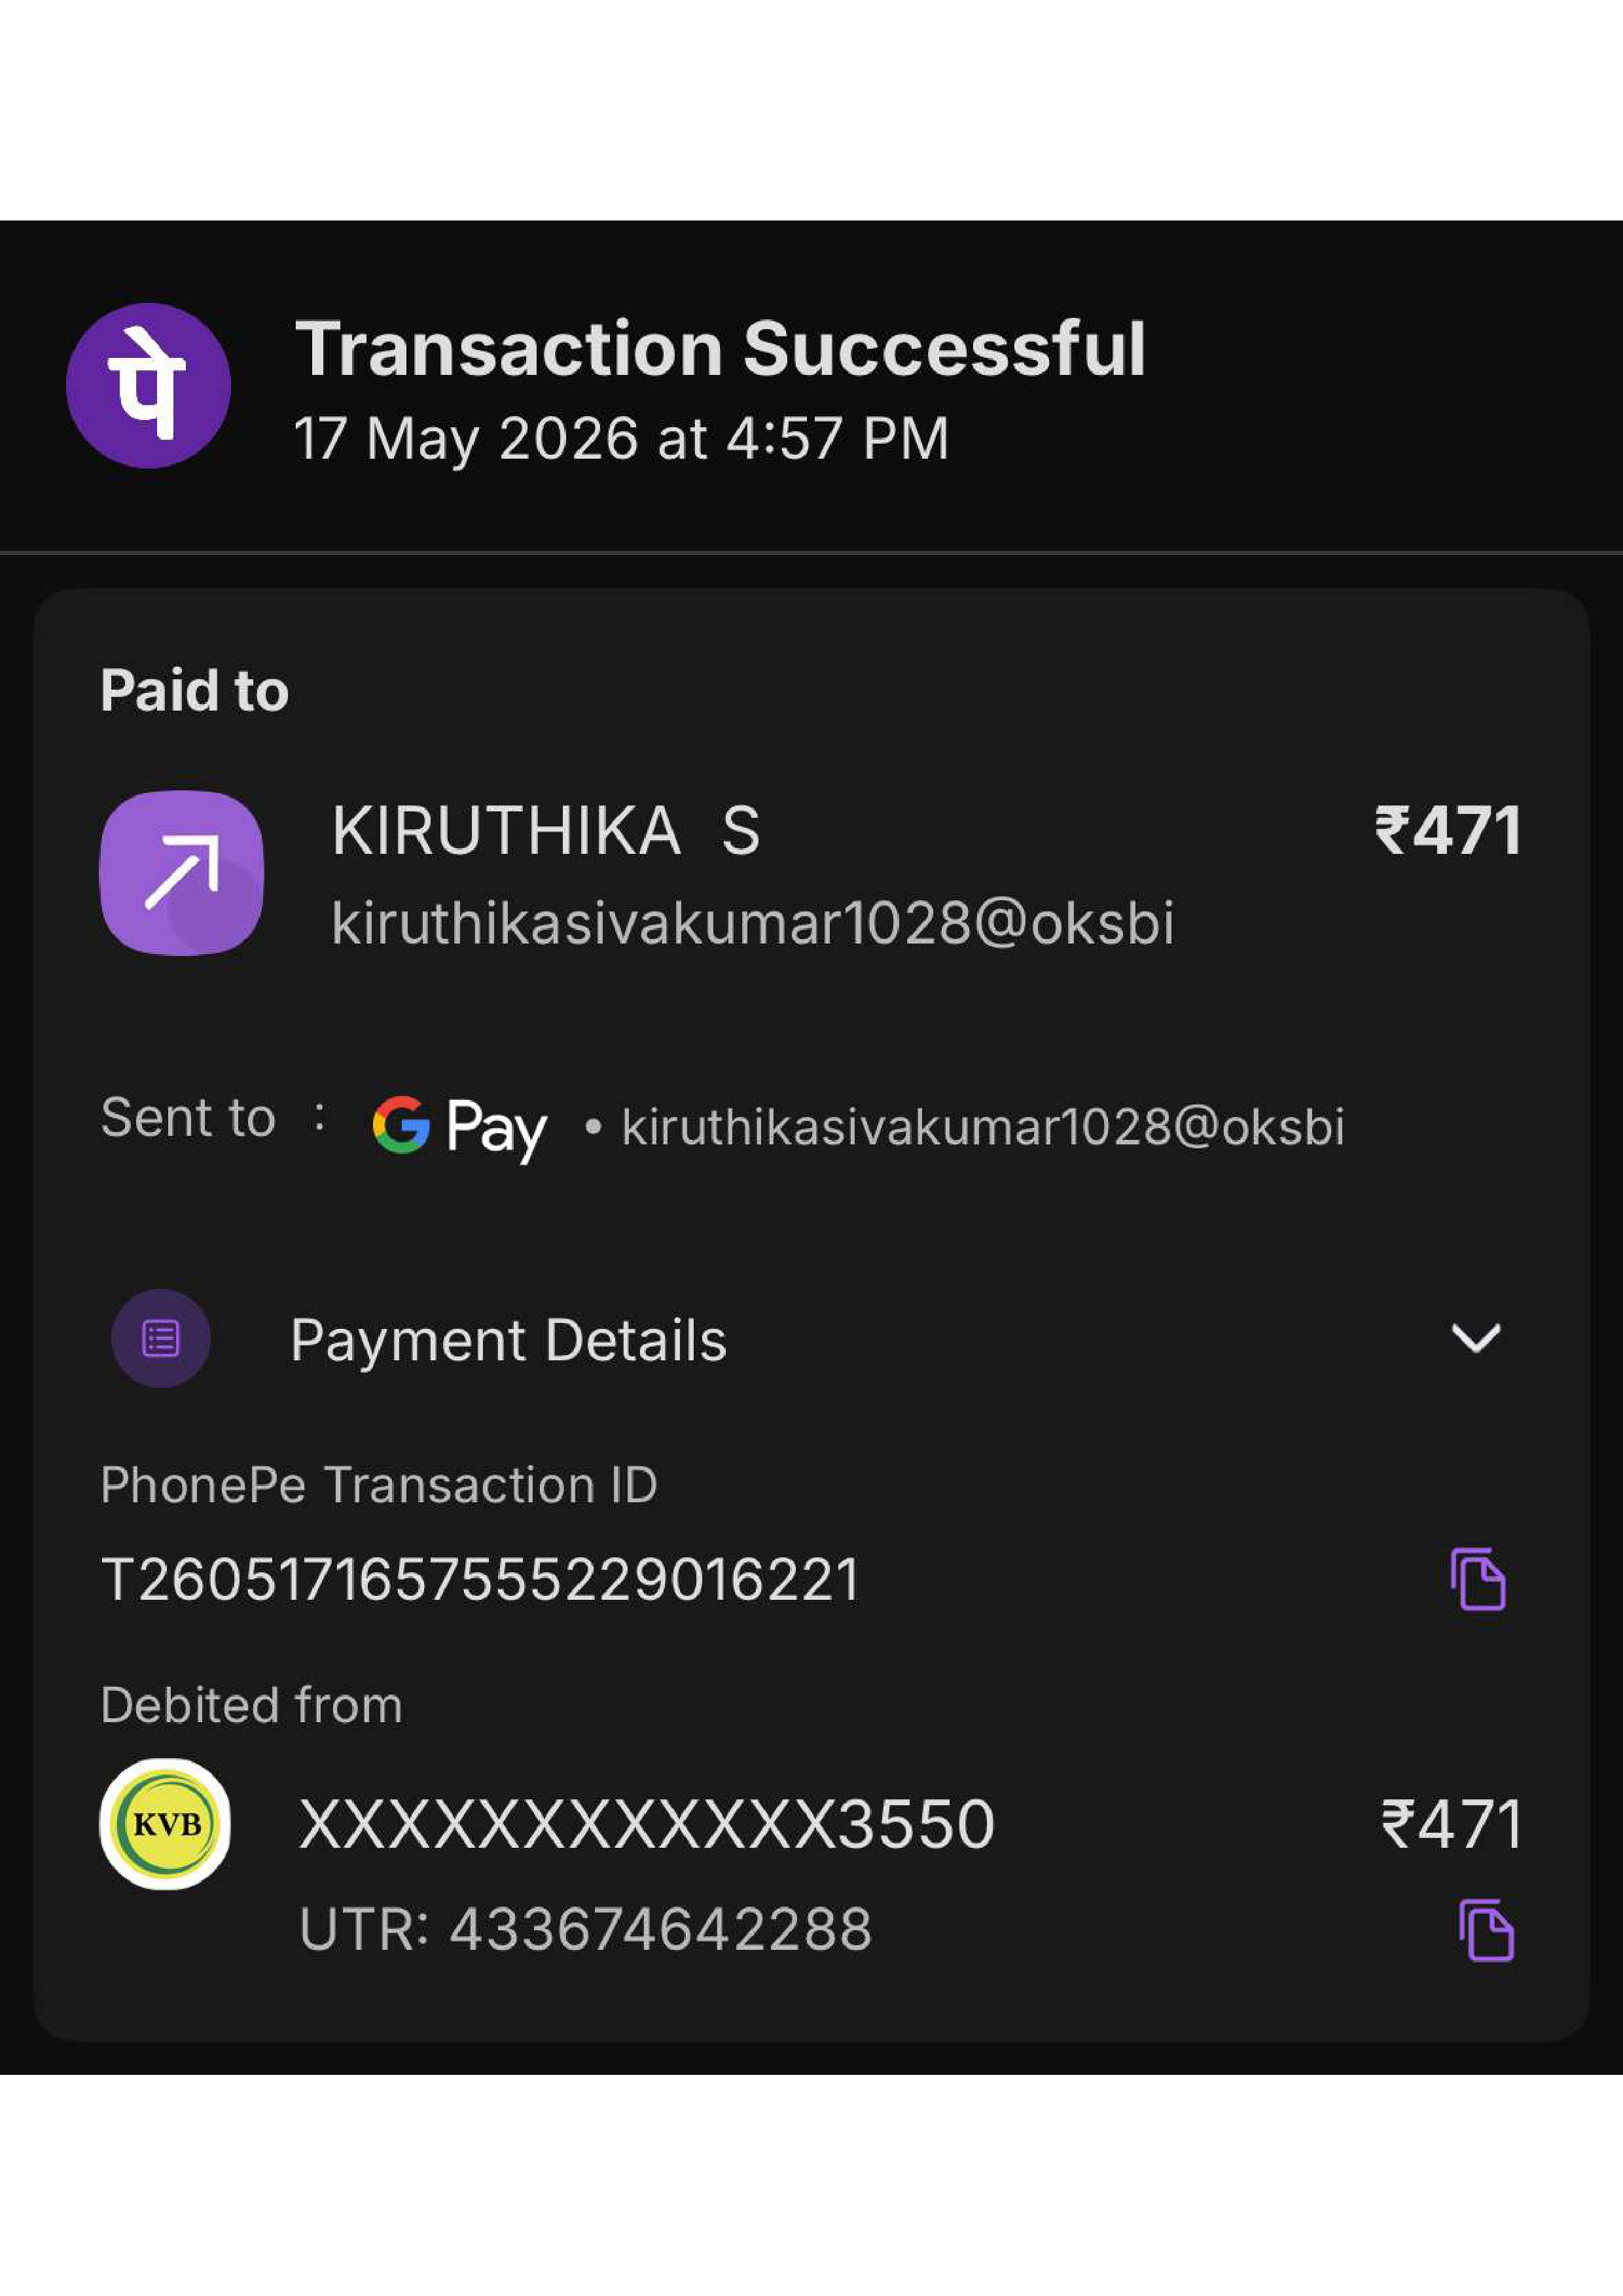 पे
Transaction Successful
17 May 2026 at 4:57 PM
Paid to
KIRUTHIKA S
₹471
kiruthikasivakumar1028@oksbi
Sent to : G Pay • kiruthikasivakumar1028@oksbi
Payment Details
PhonePe Transaction ID
T2605171657555229016221
Debited from
KVB
XXXXXXXXXXXX3550
₹471
UTR: 433674642288